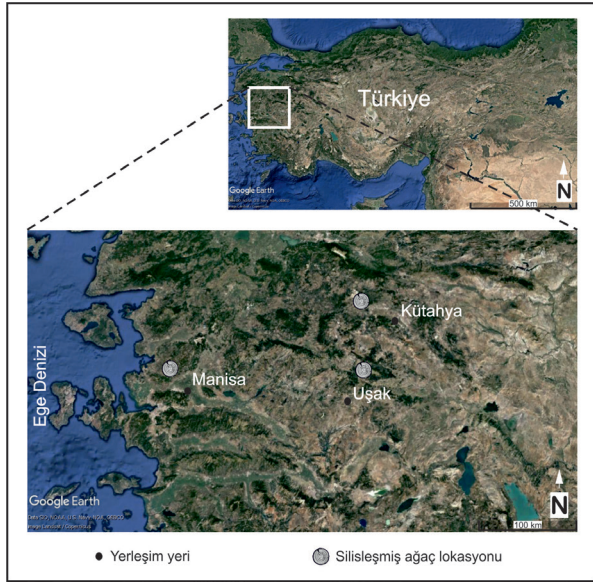 Türkiye
Google Earth
N
500 km
Kütahya
Manisa
Uşak
Ege Denizi
Google Earth
N
100 km
Yerleşim yeri
Silisleşmiş ağaç lokasyonu